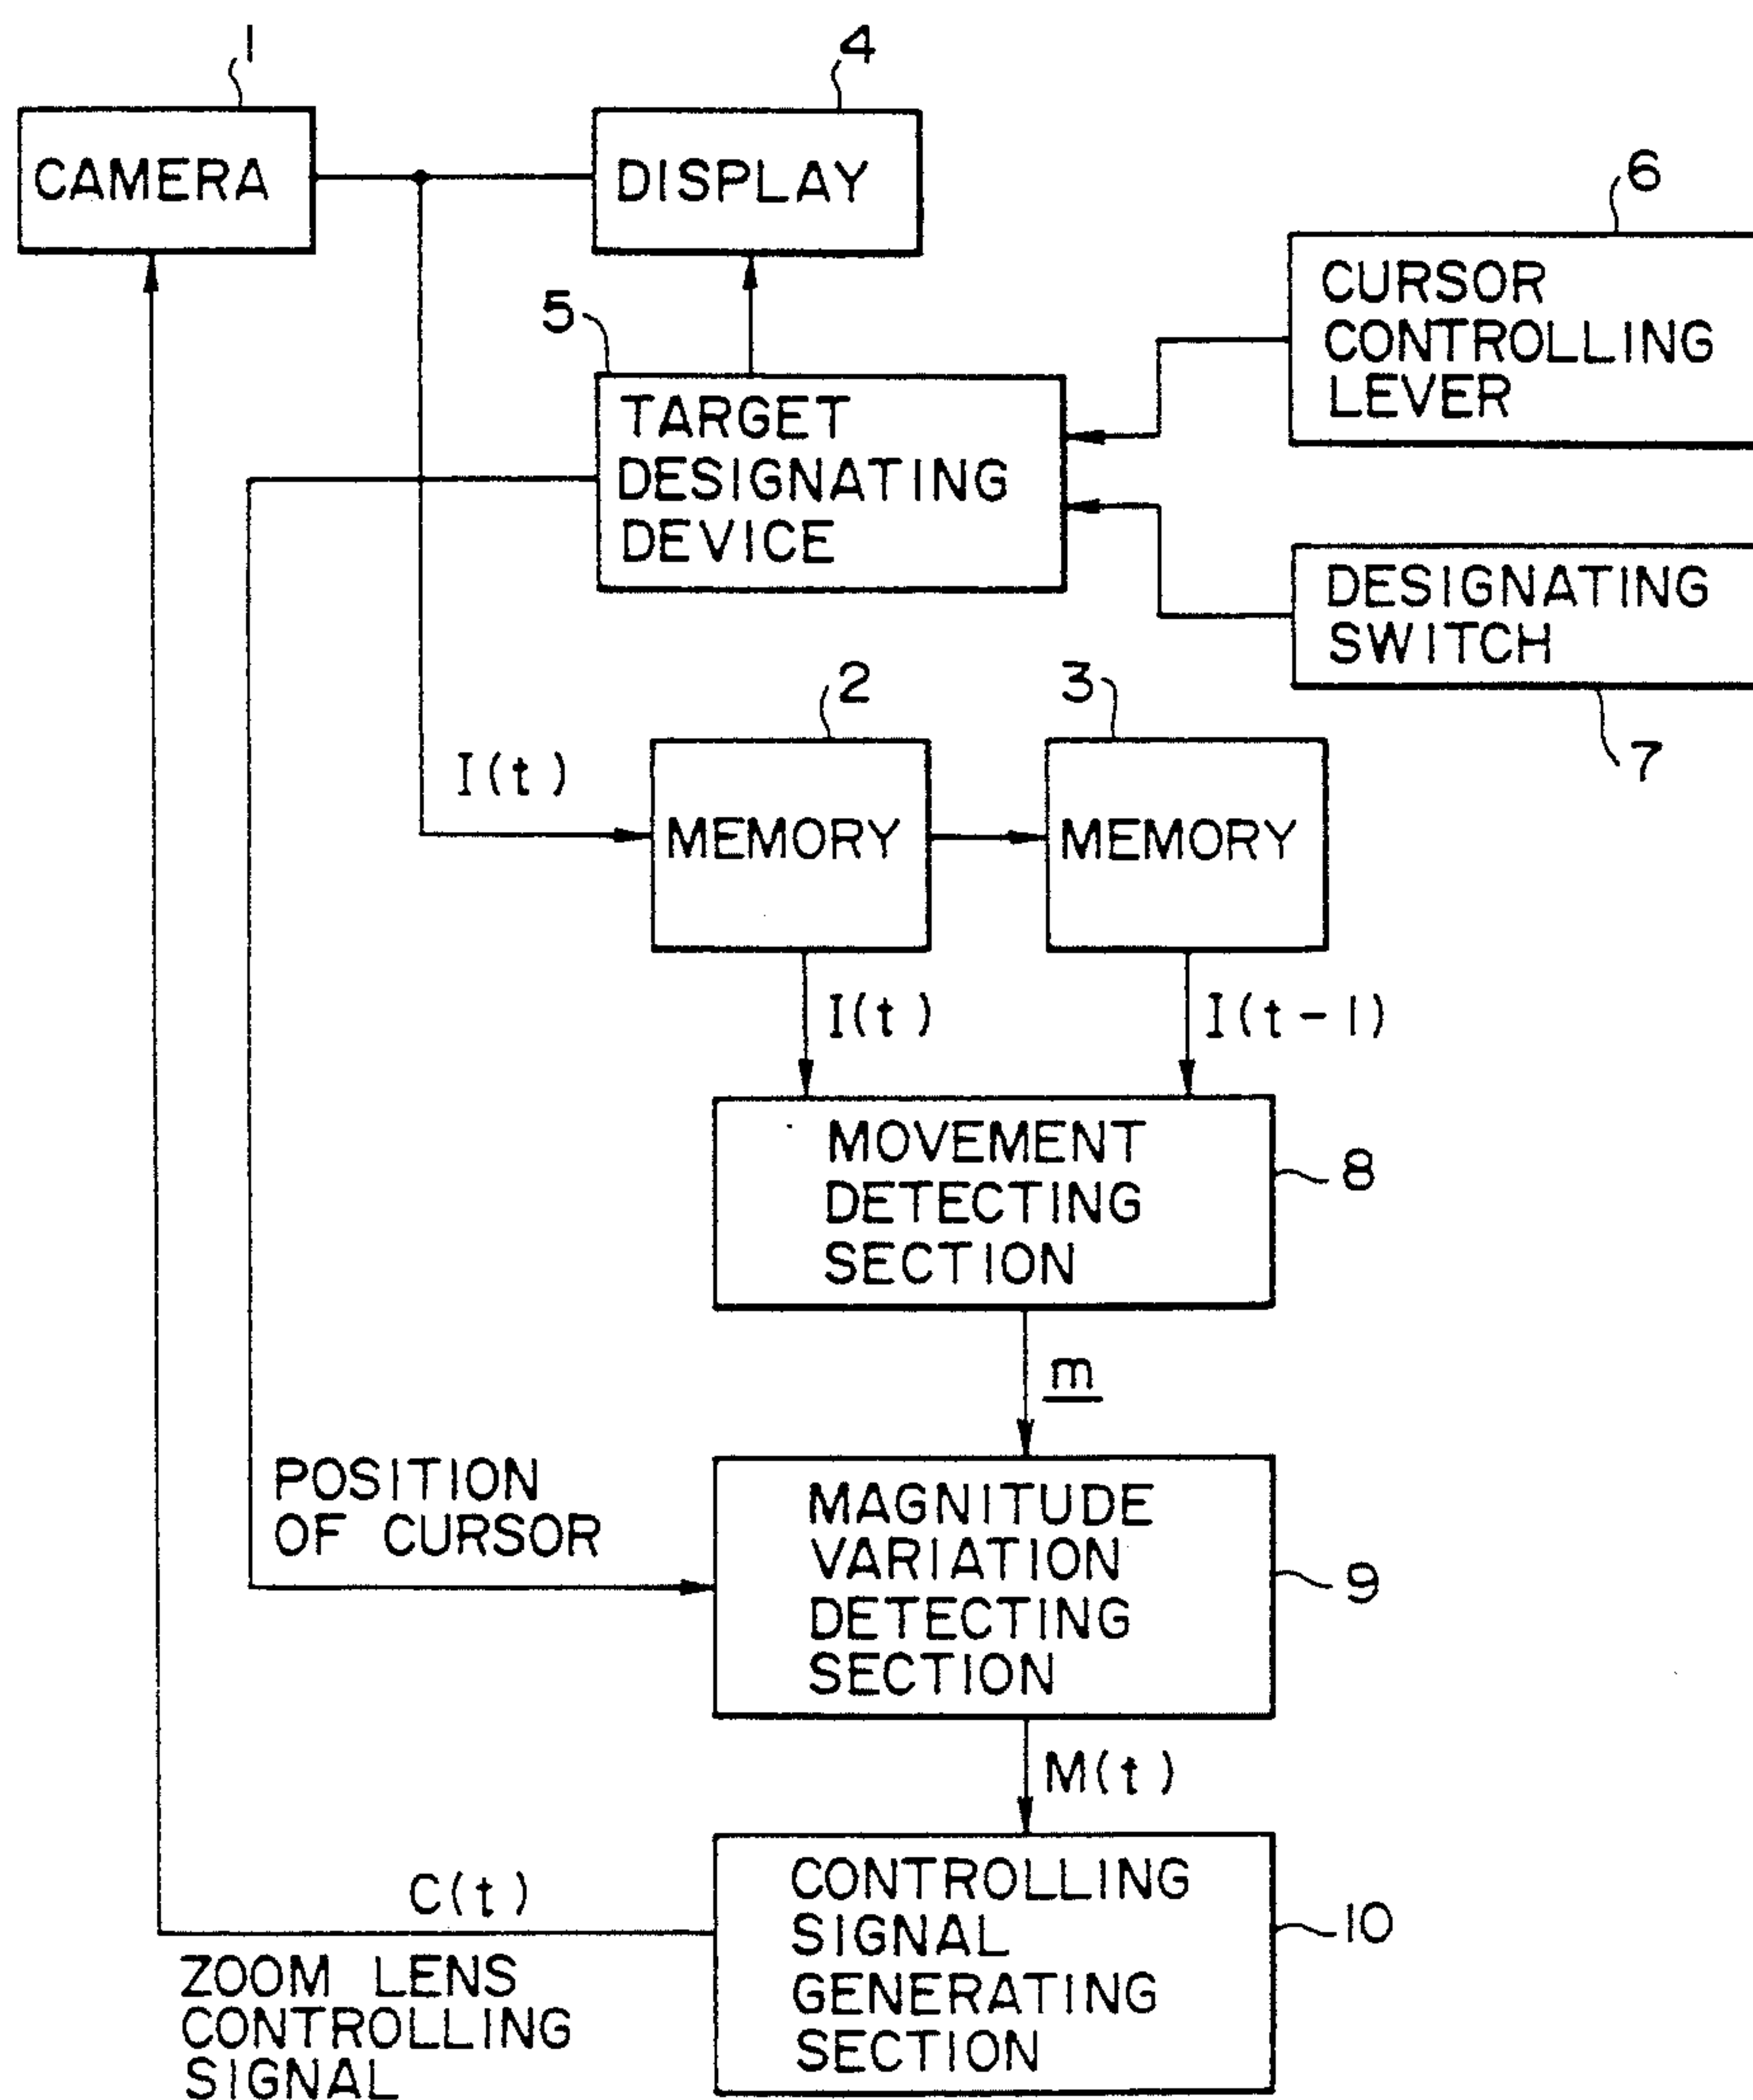 1
4
CAMERA
DISPLAY
6
CURSOR
CONTROLLING
LEVER
5
TARGET
DESIGNATING
DEVICE
DESIGNATING
SWITCH
7
2
3
I(t)
MEMORY
MEMORY
I(t)
I(t-1)
MOVEMENT
DETECTING
SECTION
8
m
POSITION
OF CURSOR
MAGNITUDE
VARIATION
DETECTING
SECTION
9
M(t)
C(t)
ZOOM LENS
CONTROLLING
SIGNAL
CONTROLLING
SIGNAL
GENERATING
SECTION
10